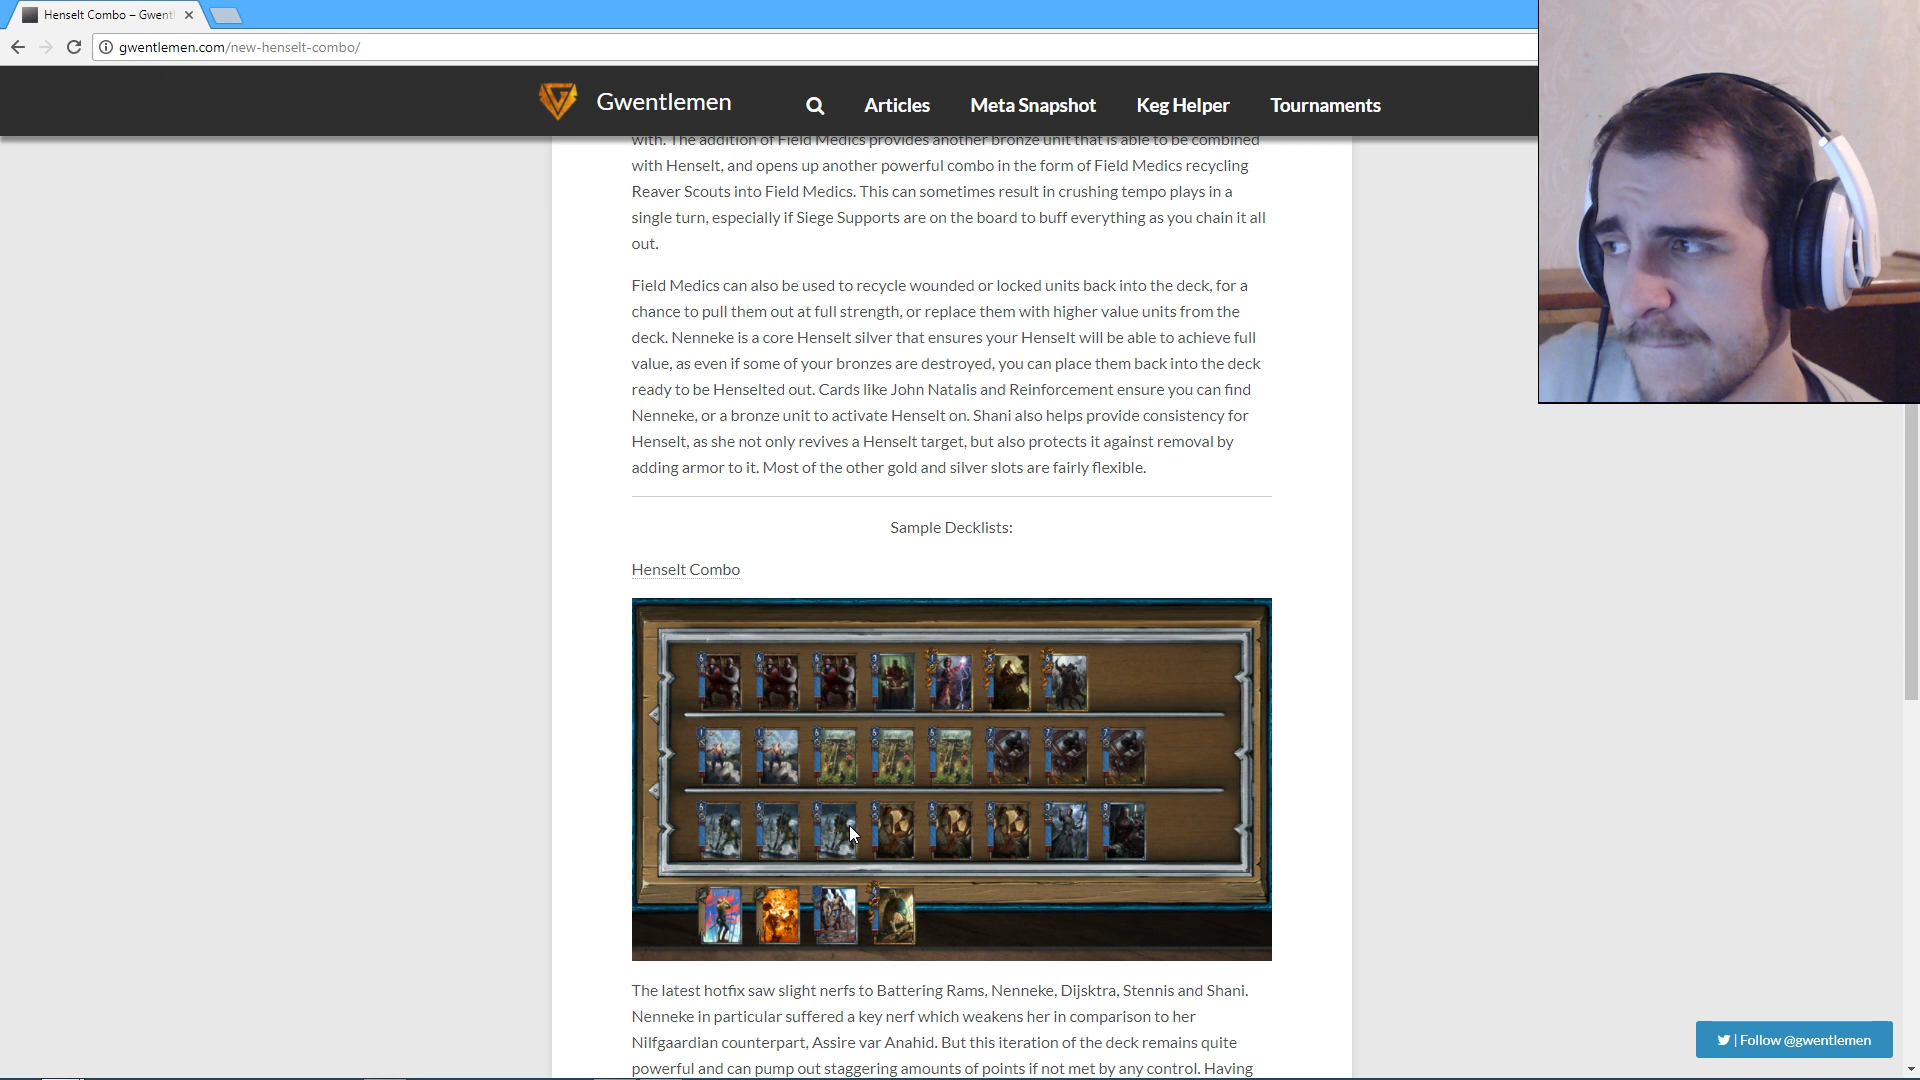 Henselt Combo – Gwent
gwentlemen.com/new-henselt-combo/
Gwentlemen
Articles
Meta Snapshot
Keg Helper
Tournaments
with. The addition of Field Medics provides another bronze unit that is able to be combined
with Henselt, and opens up another powerful combo in the form of Field Medics recycling
Reaver Scouts into Field Medics. This can sometimes result in crushing tempo plays in a
single turn, especially if Siege Supports are on the board to buff everything as you chain it all
out.
Field Medics can also be used to recycle wounded or locked units back into the deck, for a
chance to pull them out at full strength, or replace them with higher value units from the
deck. Nenneke is a core Henselt silver that ensures your Henselt will be able to achieve full
value, as even if some of your bronzes are destroyed, you can place them back into the deck
ready to be Henselted out. Cards like John Natalis and Reinforcement ensure you can find
Nenneke, or a bronze unit to activate Henselt on. Shani also helps provide consistency for
Henselt, as she not only revives a Henselt target, but also protects it against removal by
adding armor to it. Most of the other gold and silver slots are fairly flexible.
Sample Decklists:
Henselt Combo
The latest hotfix saw slight nerfs to Battering Rams, Nenneke, Dijsktra, Stennis and Shani.
Nenneke in particular suffered a key nerf which weakens her in comparison to her
Nilfgaardian counterpart, Assire var Anahid. But this iteration of the deck remains quite
powerful and can pump out staggering amounts of points if not met by any control. Having
| Follow @gwentlemen